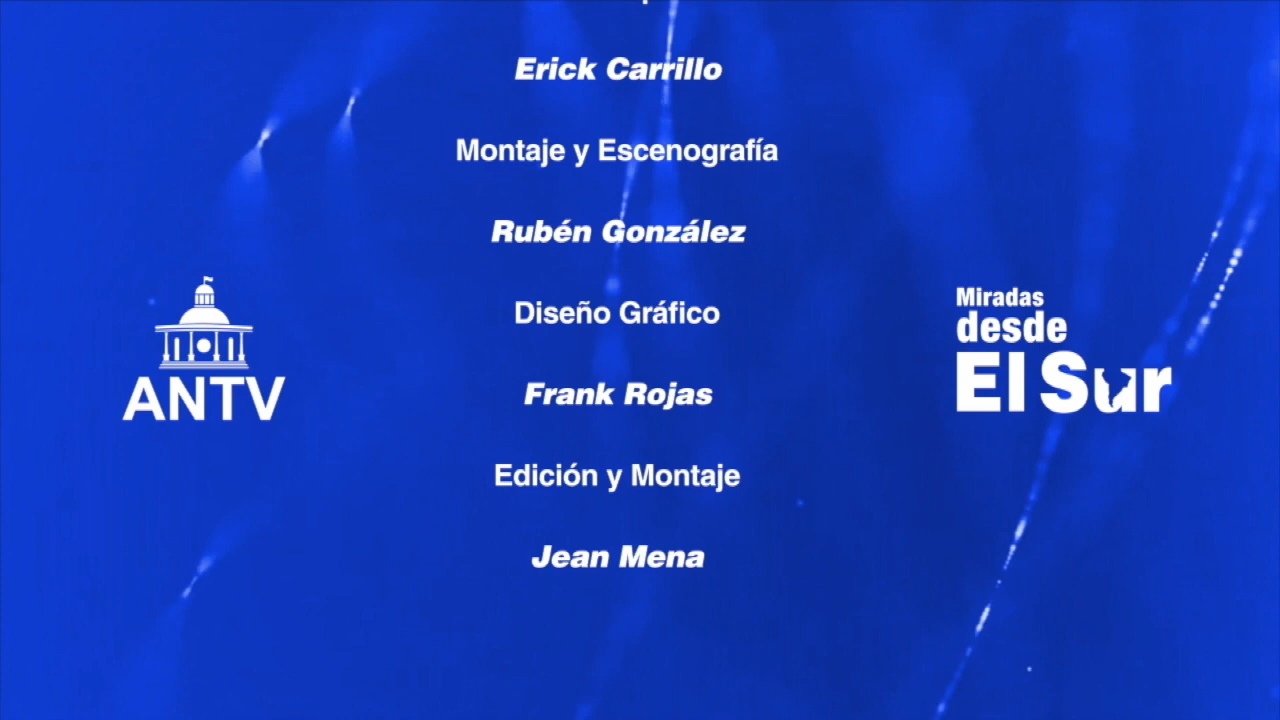 Erick Carrillo
Montaje y Escenografía
Rubén González
Diseño Gráfico
Frank Rojas
Edición y Montaje
Jean Mena
ANTV
Miradas
desde
El Sur